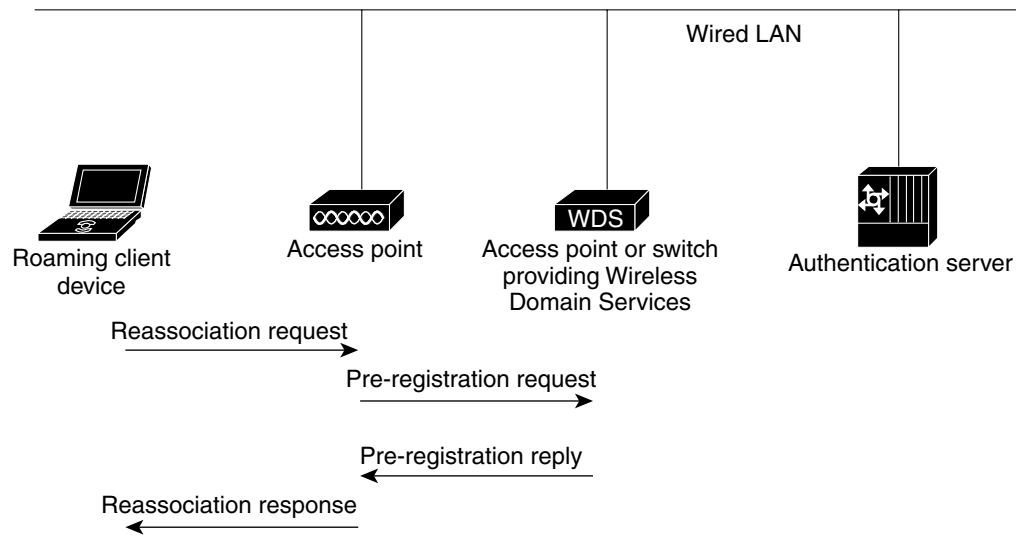 Wired LAN
WDS
Roaming client
device
Access point
Access point or switch
providing Wireless
Domain Services
Authentication server
Reassociation request
Pre-registration request
Pre-registration reply
Reassociation response